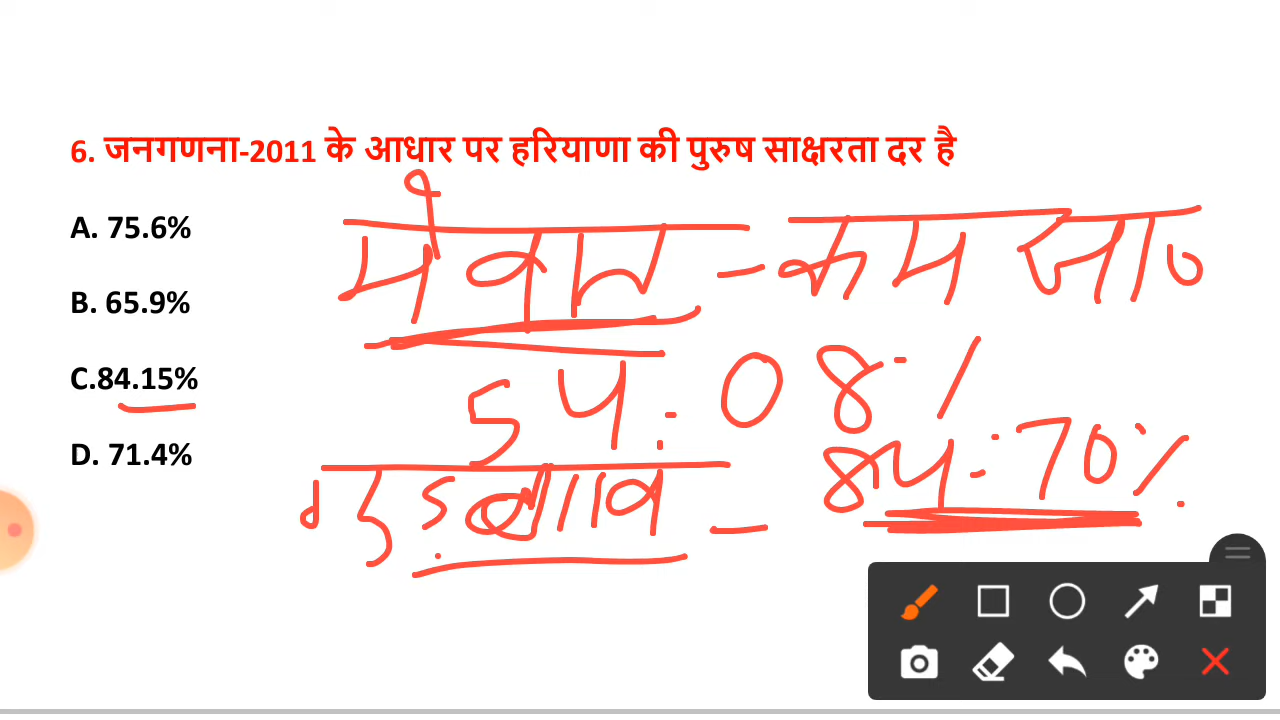 6. जनगणना-2011 के आधार पर हरियाणा की पुरुष साक्षरता दर है
A. 75.6%
मेवात - कम सा०
B. 65.9%
C.84.15%
54.08%
D. 71.4%
गुड़गाव - 84.70%